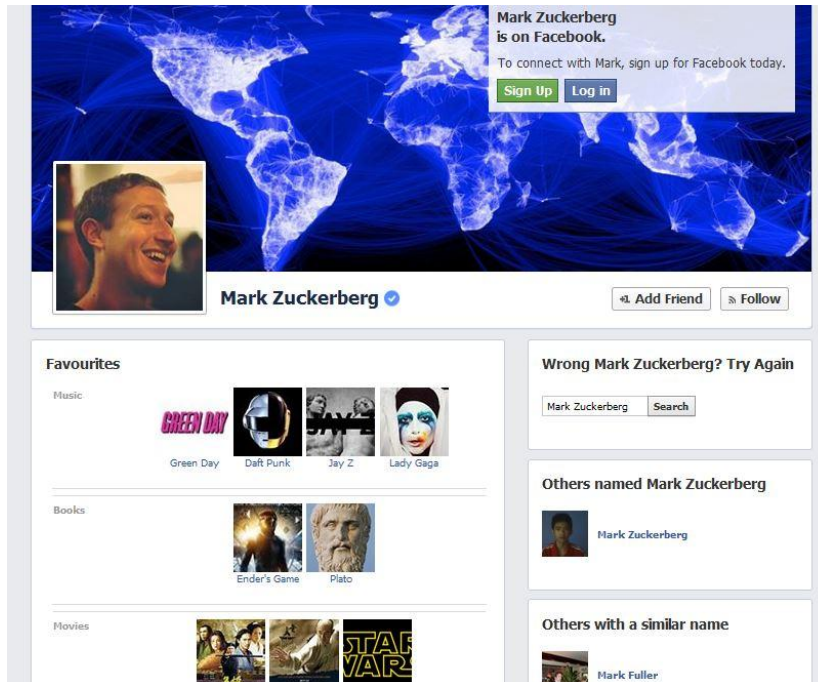 Mark Zuckerberg
is on Facebook.
To connect with Mark, sign up for Facebook today.
Sign Up Log in
Mark Zuckerberg
+1 Add Friend Follow
Favourites
Music
GREEN DAY
JAY Z
Green Day Daft Punk Jay Z Lady Gaga
Books
Ender's Game Plato
Movies
STAR
WARS
Wrong Mark Zuckerberg? Try Again
Mark Zuckerberg Search
Others named Mark Zuckerberg
Mark Zuckerberg
Others with a similar name
Mark Fuller